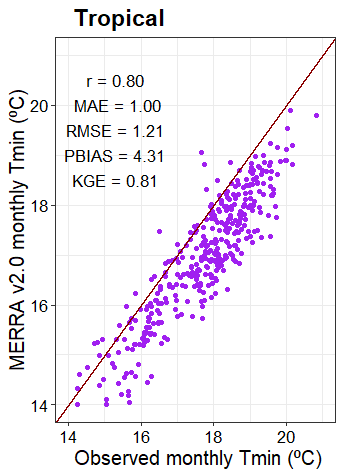 Tropical
r = 0.80
MAE = 1.00
RMSE = 1.21
PBIAS = 4.31
KGE = 0.81
MERRA v2.0 monthly Tmin (ºC)
20
18
16
14
14 16 18 20
Observed monthly Tmin (ºC)